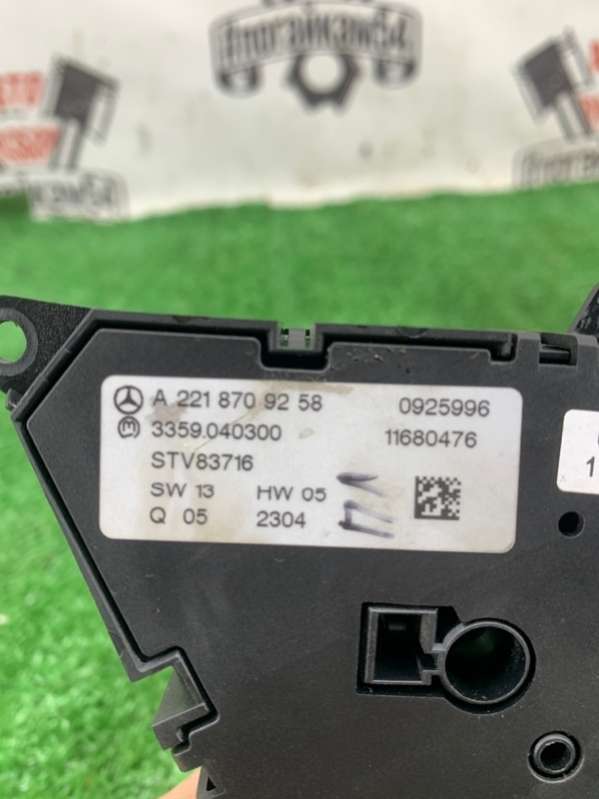 A 221 870 92 58 0925996
3359.040300 11680476
STV83716
SW 13 HW 05
Q 05 2304